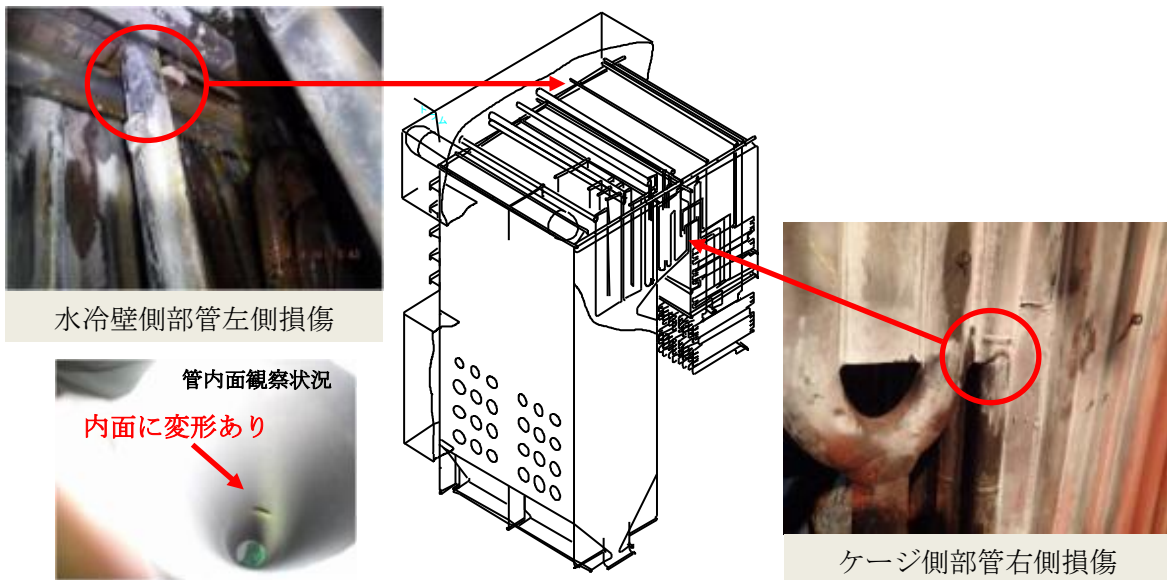 水冷壁側部管左側損傷
管内面観察状況
内面に変形あり
ケージ側部管右側損傷